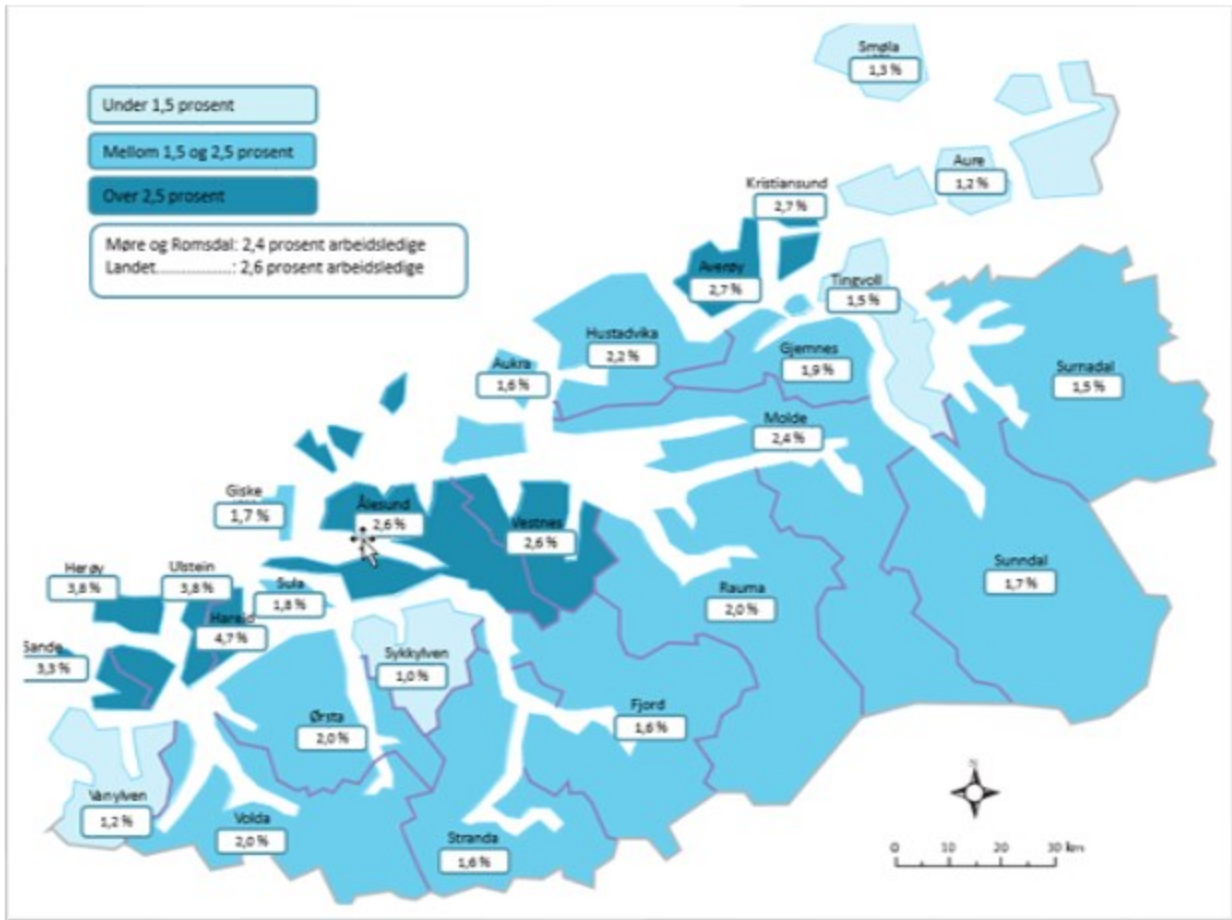 Under 1,5 prosent
Mellom 1,5 og 2,5 prosent
Over 2,5 prosent
Møre og Romsdal: 2,4 prosent arbeidsledige
Landet..................: 2,6 prosent arbeidsledige
Smøla
1,3 %
Aure
1,2 %
Kristiansund
2,7 %
Averøy
2,7 %
Tingvoll
1,5 %
Hustadvika
2,2 %
Gjemnes
1,9 %
Aukra
1,6 %
Surnadal
1,5 %
Molde
2,4 %
Giske
1,7 %
Ålesund
2,6 %
Vestnes
2,6 %
Sunndal
1,7 %
Herøy
3,8 %
Ulstein
3,8 %
Sula
1,8 %
Rauma
2,0 %
Hareid
4,7 %
Sande
3,3 %
Sykkylven
1,0 %
Ørsta
2,0 %
Fjord
1,6 %
Vanylven
1,2 %
Volda
2,0 %
Stranda
1,6 %
N
0 10 20 30 km